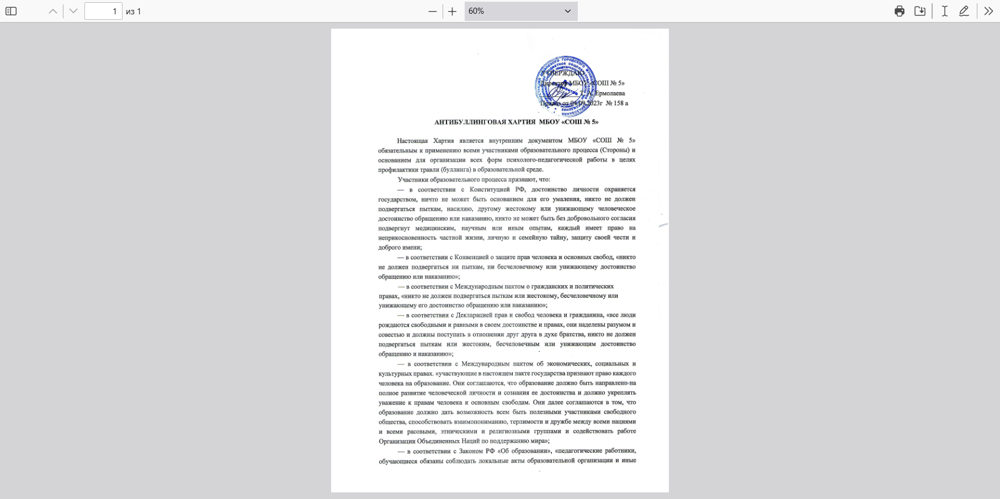 1 из 1 60%
УТВЕРЖДАЮ
Директор МБОУ «СОШ № 5»
Ермолаева
Приказ от 04.09.2023г № 158 а
АНТИБУЛЛИНГОВАЯ ХАРТИЯ МБОУ «СОШ № 5»
Настоящая Хартия является внутренним документом МБОУ «СОШ № 5»
обязательным к применению всеми участниками образовательного процесса (Стороны) и
основанием для организации всех форм психолого-педагогической работы в целях
профилактики травли (буллинга) в образовательной среде.
Участники образовательного процесса признают, что:
— в соответствии с Конституцией РФ, достоинство личности охраняется
государством, ничто не может быть основанием для его умаления, никто не должен
подвергаться пыткам, насилию, другому жестокому или унижающему человеческое
достоинство обращению или наказанию, никто не может быть без добровольного согласия
подвергнут медицинским, научным или иным опытам, каждый имеет право на
неприкосновенность частной жизни, личную и семейную тайну, защиту своей чести и
доброго имени;
— в соответствии с Конвенцией о защите прав человека и основных свобод, «никто
не должен подвергаться ни пыткам, ни бесчеловечному или унижающему достоинство
обращению или наказанию»;
— в соответствии с Международным пактом о гражданских и политических
правах, «никто не должен подвергаться пыткам или жестокому, бесчеловечному или
унижающему его достоинство обращению или наказанию»;
— в соответствии с Декларацией прав и свобод человека и гражданина, «все люди
рождаются свободными и равными в своем достоинстве и правах, они наделены разумом и
совестью и должны поступать в отношении друг друга в духе братства, никто не должен
подвергаться пыткам или жестоким, бесчеловечным или унижающим достоинство
обращению и наказанию»;
— в соответствии с Международным пактом об экономических, социальных и
культурных правах. «участвующие в настоящем пакте государства признают право каждого
человека на образование. Они соглашаются, что образование должно быть направлено на
полное развитие человеческой личности и сознания ее достоинства и должно укреплять
уважение к правам человека и основным свободам. Они далее соглашаются в том, что
образование должно дать возможность всем быть полезными участниками свободного
общества, способствовать взаимопониманию, терпимости и дружбе между всеми нациями
и всеми расовыми, этническими и религиозными группами и содействовать работе
Организации Объединенных Наций по поддержанию мира»;
— в соответствии с Законом РФ «Об образовании», «педагогические работники,
обучающиеся обязаны соблюдать локальные акты образовательной организации и иные